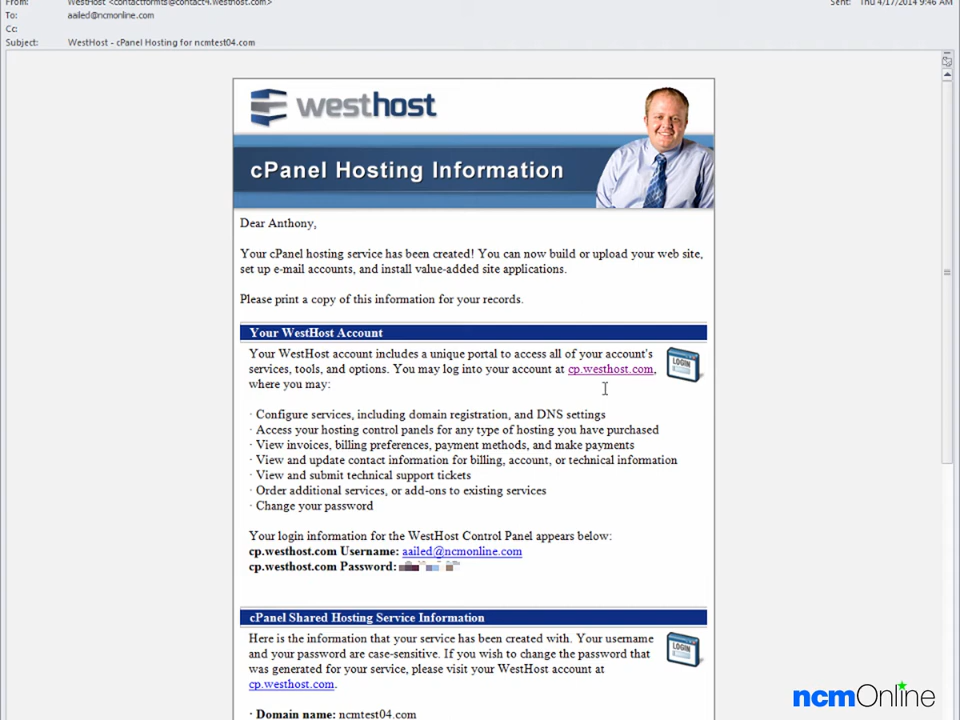 From: WestHost <contactformts@contact4.westhost.com>
Sent: Thu 4/17/2014 9:46 AM
To: aailed@ncmonline.com
Cc:
Subject: WestHost - cPanel Hosting for ncmtest04.com
westhost
cPanel Hosting Information
Dear Anthony,
Your cPanel hosting service has been created! You can now build or upload your web site,
set up e-mail accounts, and install value-added site applications.
Please print a copy of this information for your records.
Your WestHost Account
Your WestHost account includes a unique portal to access all of your account's
services, tools, and options. You may log into your account at cp.westhost.com,
where you may:
LOGIN
· Configure services, including domain registration, and DNS settings
· Access your hosting control panels for any type of hosting you have purchased
· View invoices, billing preferences, payment methods, and make payments
· View and update contact information for billing, account, or technical information
· View and submit technical support tickets
· Order additional services, or add-ons to existing services
· Change your password
Your login information for the WestHost Control Panel appears below:
cp.westhost.com Username: aailed@ncmonline.com
cp.westhost.com Password:
cPanel Shared Hosting Service Information
Here is the information that your service has been created with. Your username
and your password are case-sensitive. If you wish to change the password that
was generated for your service, please visit your WestHost account at
cp.westhost.com.
LOGIN
· Domain name: ncmtest04.com
ncmOnline